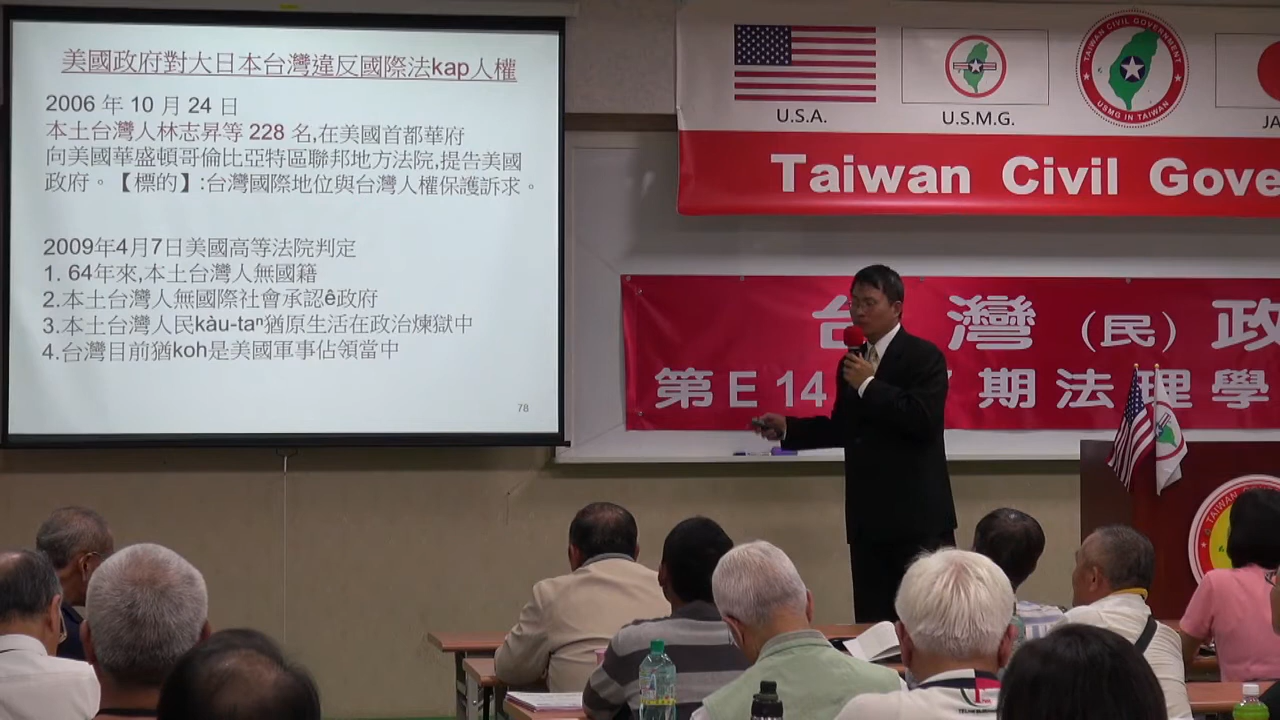 美國政府對大日本台灣違反國際法kap人權
2006 年 10 月 24 日
本土台灣人林志昇等 228 名,在美國首都華府
向美國華盛頓哥倫比亞特區聯邦地方法院,提告美國
政府。【標的】:台灣國際地位與台灣人權保護訴求。
2009年4月7日美國高等法院判定
1. 64年來,本土台灣人無國籍
2.本土台灣人無國際社會承認ê政府
3.本土台灣人民kàu-taⁿ猶原生活在政治煉獄中
4.台灣目前猶koh是美國軍事佔領當中
78
U.S.A.
U.S.M.G.
TAIWAN CIVIL GOVERNMENT
USMG IN TAIWAN
JA
Taiwan Civil Gove
台灣(民)政
第E14 期法理學